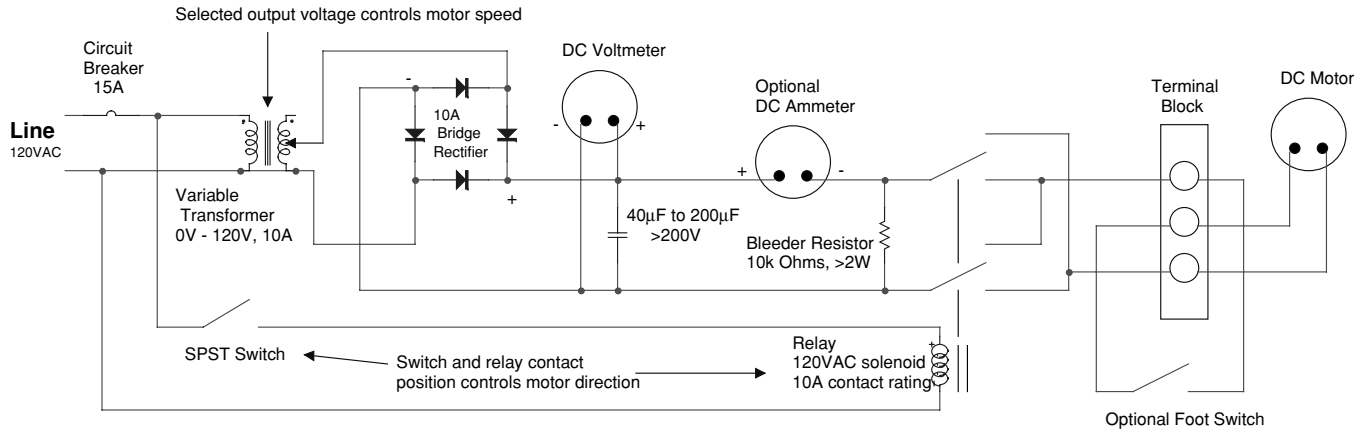 Selected output voltage controls motor speed
Circuit
Breaker
15A
Line
120VAC
Variable
Transformer
0V - 120V, 10A
-
10A
Bridge
Rectifier
+
DC Voltmeter
-
+
40µF to 200µF
>200V
Optional
DC Ammeter
+
-
Bleeder Resistor
10k Ohms, >2W
Terminal
Block
DC Motor
SPST Switch
Switch and relay contact
position controls motor direction
Relay
120VAC solenoid
10A contact rating
+
Optional Foot Switch